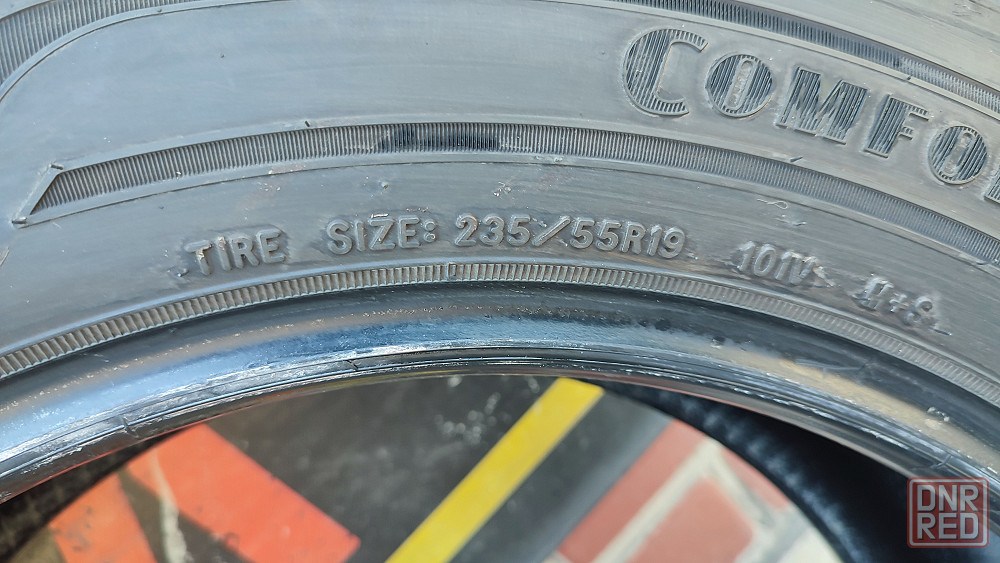 COMFO
TIRE SIZE: 235/55R19 101V M+S
DNR
RED